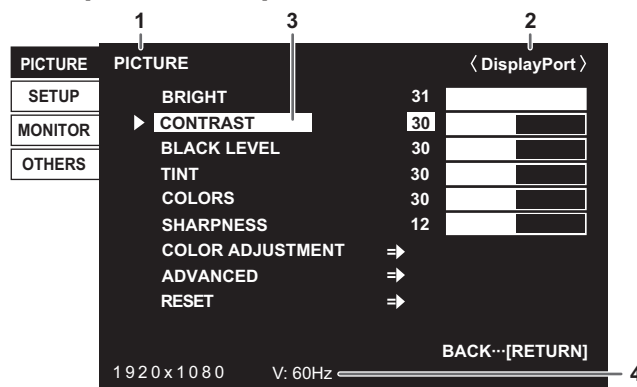 1 3 2
PICTURE PICTURE 〈 DisplayPort 〉
SETUP BRIGHT 31
MONITOR CONTRAST 30
BLACK LEVEL 30
OTHERS
TINT 30
COLORS 30
SHARPNESS 12
COLOR ADJUSTMENT
ADVANCED
RESET
BACK···[RETURN]
1920x1080 V: 60Hz 4